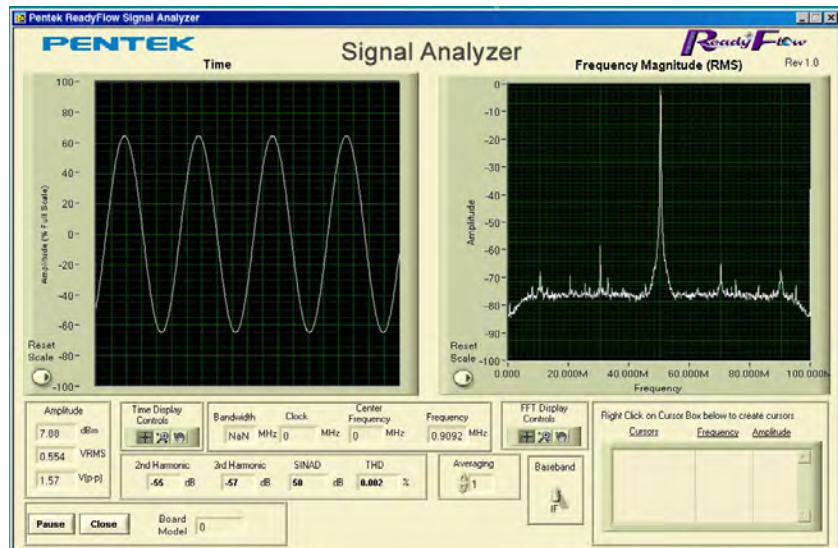 Pentek ReadyFlow Signal Analyzer
PENTEK
Signal Analyzer
ReadyFlow
Rev 1.0
Time
Frequency Magnitude (RMS)
Amplitude (% Full Scale)
100-
80-
60-
40-
20-
0-
-20-
-40-
-60-
-80-
-100-
Reset
Scale
Amplitude
0-
-10-
-20-
-30-
-40-
-50-
-60-
-70-
-80-
-90-
-100-
Reset
Scale
0.000 20.000M 40.000M 60.000M 80.000M 100.000M
Frequency
Amplitude
7.88 dBm
0.554 VRMS
1.57 V(p-p)
Time Display
Controls
Bandwidth Clock Center
Frequency Frequency
NaN MHz 0 MHz 0 MHz 0.9092 MHz
FFT Display
Controls
Right Click on Cursor Box below to create cursors
Cursors Frequency Amplitude
2nd Harmonic 3rd Harmonic SINAD THD
-55 dB -57 dB 50 dB 0.002 %
Averaging
1
Baseband
IF
Pause Close Board
Model 0